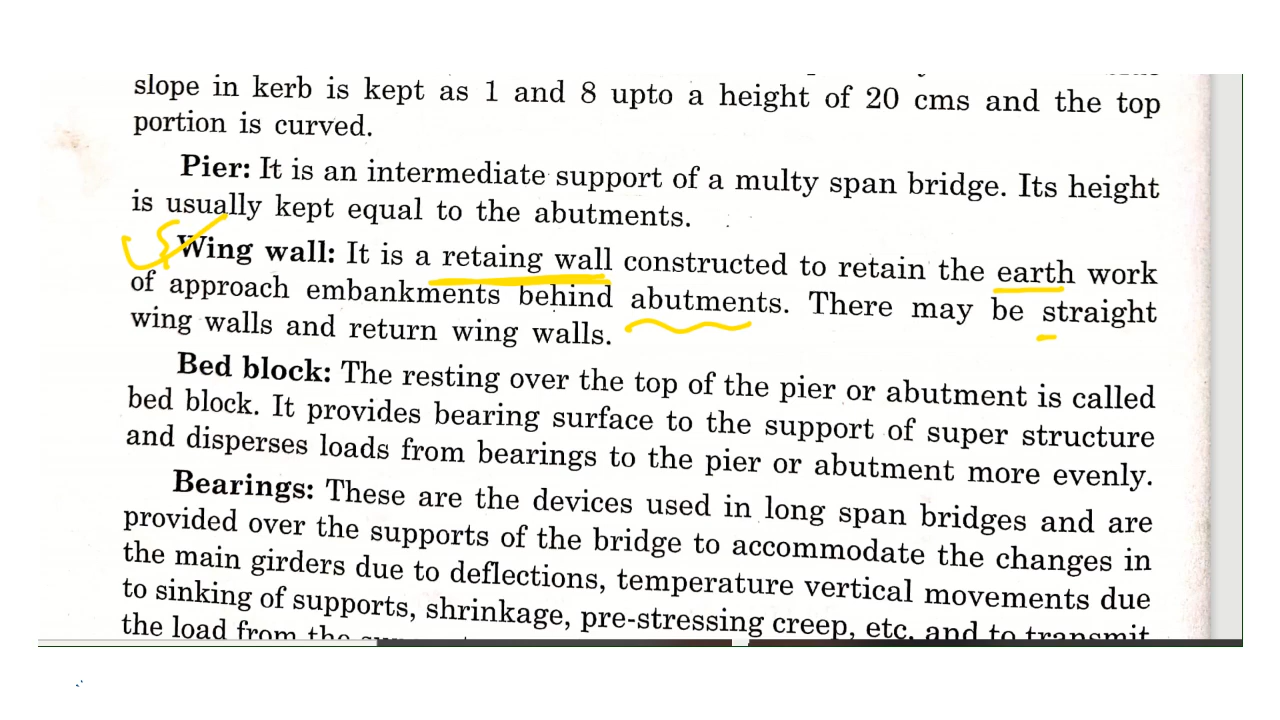 slope in kerb is kept as 1 and 8 upto a height of 20 cms and the top
portion is curved.
Pier: It is an intermediate support of a multy span bridge. Its height
is usually kept equal to the abutments.
Wing wall: It is a retaing wall constructed to retain the earth work
of approach embankments behind abutments. There may be straight
wing walls and return wing walls.
Bed block: The resting over the top of the pier or abutment is called
bed block. It provides bearing surface to the support of super structure
and disperses loads from bearings to the pier or abutment more evenly.
Bearings: These are the devices used in long span bridges and are
provided over the supports of the bridge to accommodate the changes in
the main girders due to deflections, temperature vertical movements due
to sinking of supports, shrinkage, pre-stressing creep, etc. and to transmit
the load from the